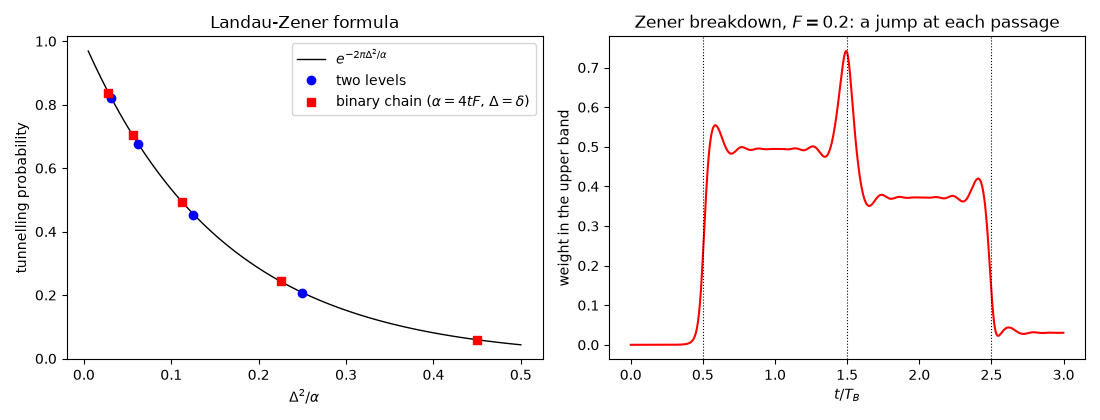 Landau-Zener formula
1.0
0.8
0.6
0.4
0.2
0.0
tunnelling probability
e^{−2πΔ²/α}
two levels
binary chain (α = 4tF, Δ = δ)
0.0 0.1 0.2 0.3 0.4 0.5
Δ²/α
Zener breakdown, F = 0.2: a jump at each passage
0.7
0.6
0.5
0.4
0.3
0.2
0.1
0.0
weight in the upper band
0.0 0.5 1.0 1.5 2.0 2.5 3.0
t/T_B